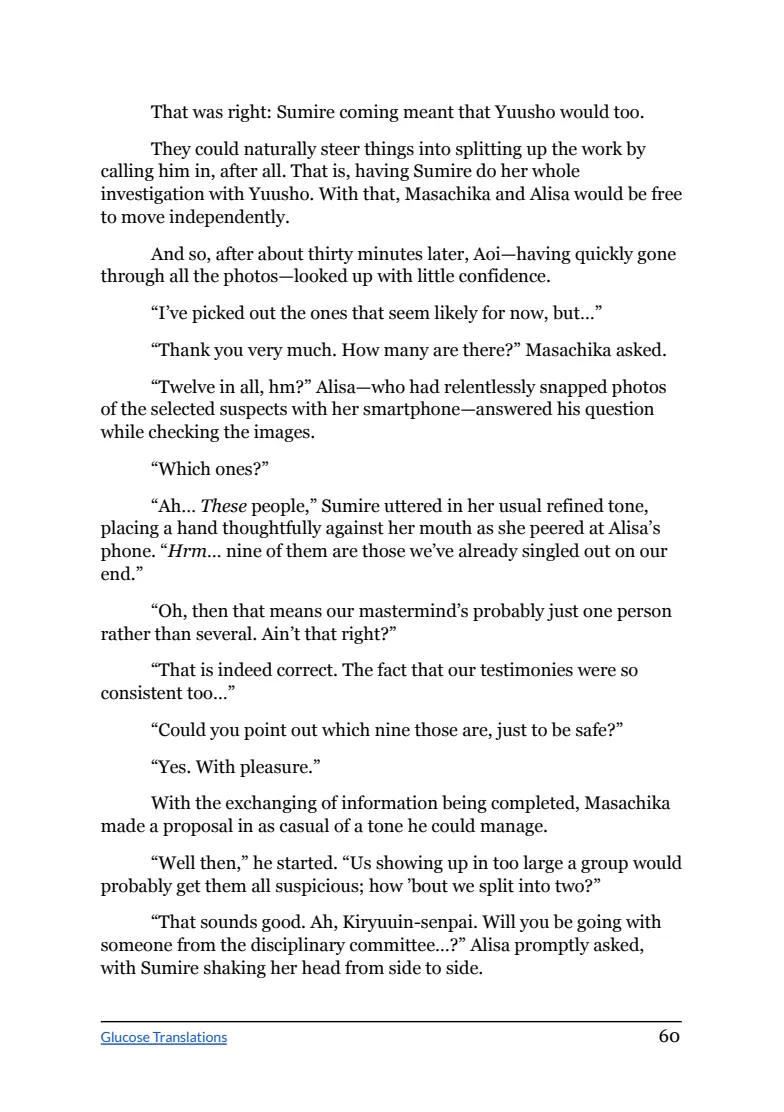 That was right: Sumire coming meant that Yuusho would too.
They could naturally steer things into splitting up the work by
calling him in, after all. That is, having Sumire do her whole
investigation with Yuusho. With that, Masachika and Alisa would be free
to move independently.
And so, after about thirty minutes later, Aoi—having quickly gone
through all the photos—looked up with little confidence.
“I’ve picked out the ones that seem likely for now, but…”
“Thank you very much. How many are there?” Masachika asked.
“Twelve in all, hm?” Alisa—who had relentlessly snapped photos
of the selected suspects with her smartphone—answered his question
while checking the images.
“Which ones?”
“Ah… These people,” Sumire uttered in her usual refined tone,
placing a hand thoughtfully against her mouth as she peered at Alisa’s
phone. “Hrm… nine of them are those we’ve already singled out on our
end.”
“Oh, then that means our mastermind’s probably just one person
rather than several. Ain’t that right?”
“That is indeed correct. The fact that our testimonies were so
consistent too…”
“Could you point out which nine those are, just to be safe?”
“Yes. With pleasure.”
With the exchanging of information being completed, Masachika
made a proposal in as casual of a tone he could manage.
“Well then,” he started. “Us showing up in too large a group would
probably get them all suspicious; how ’bout we split into two?”
“That sounds good. Ah, Kiryuuin-senpai. Will you be going with
someone from the disciplinary committee…?” Alisa promptly asked,
with Sumire shaking her head from side to side.
Glucose Translations
60